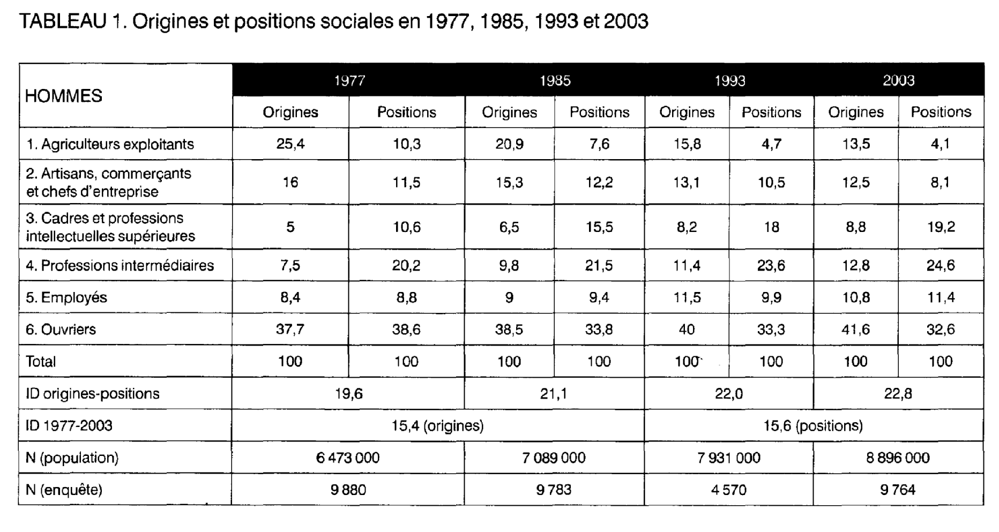 TABLEAU 1. Origines et positions sociales en 1977, 1985, 1993 et 2003
HOMMES 1977 1985 1993 2003
Origines Positions Origines Positions Origines Positions Origines Positions
1. Agriculteurs exploitants 25,4 10,3 20,9 7,6 15,8 4,7 13,5 4,1
2. Artisans, commerçants
et chefs d'entreprise 16 11,5 15,3 12,2 13,1 10,5 12,5 8,1
3. Cadres et professions
intellectuelles supérieures 5 10,6 6,5 15,5 8,2 18 8,8 19,2
4. Professions intermédiaires 7,5 20,2 9,8 21,5 11,4 23,6 12,8 24,6
5. Employés 8,4 8,8 9 9,4 11,5 9,9 10,8 11,4
6. Ouvriers 37,7 38,6 38,5 33,8 40 33,3 41,6 32,6
Total 100 100 100 100 100 100 100 100
ID origines-positions 19,6 21,1 22,0 22,8
ID 1977-2003 15,4 (origines) 15,6 (positions)
N (population) 6 473 000 7 089 000 7 931 000 8 896 000
N (enquête) 9 880 9 783 4 570 9 764